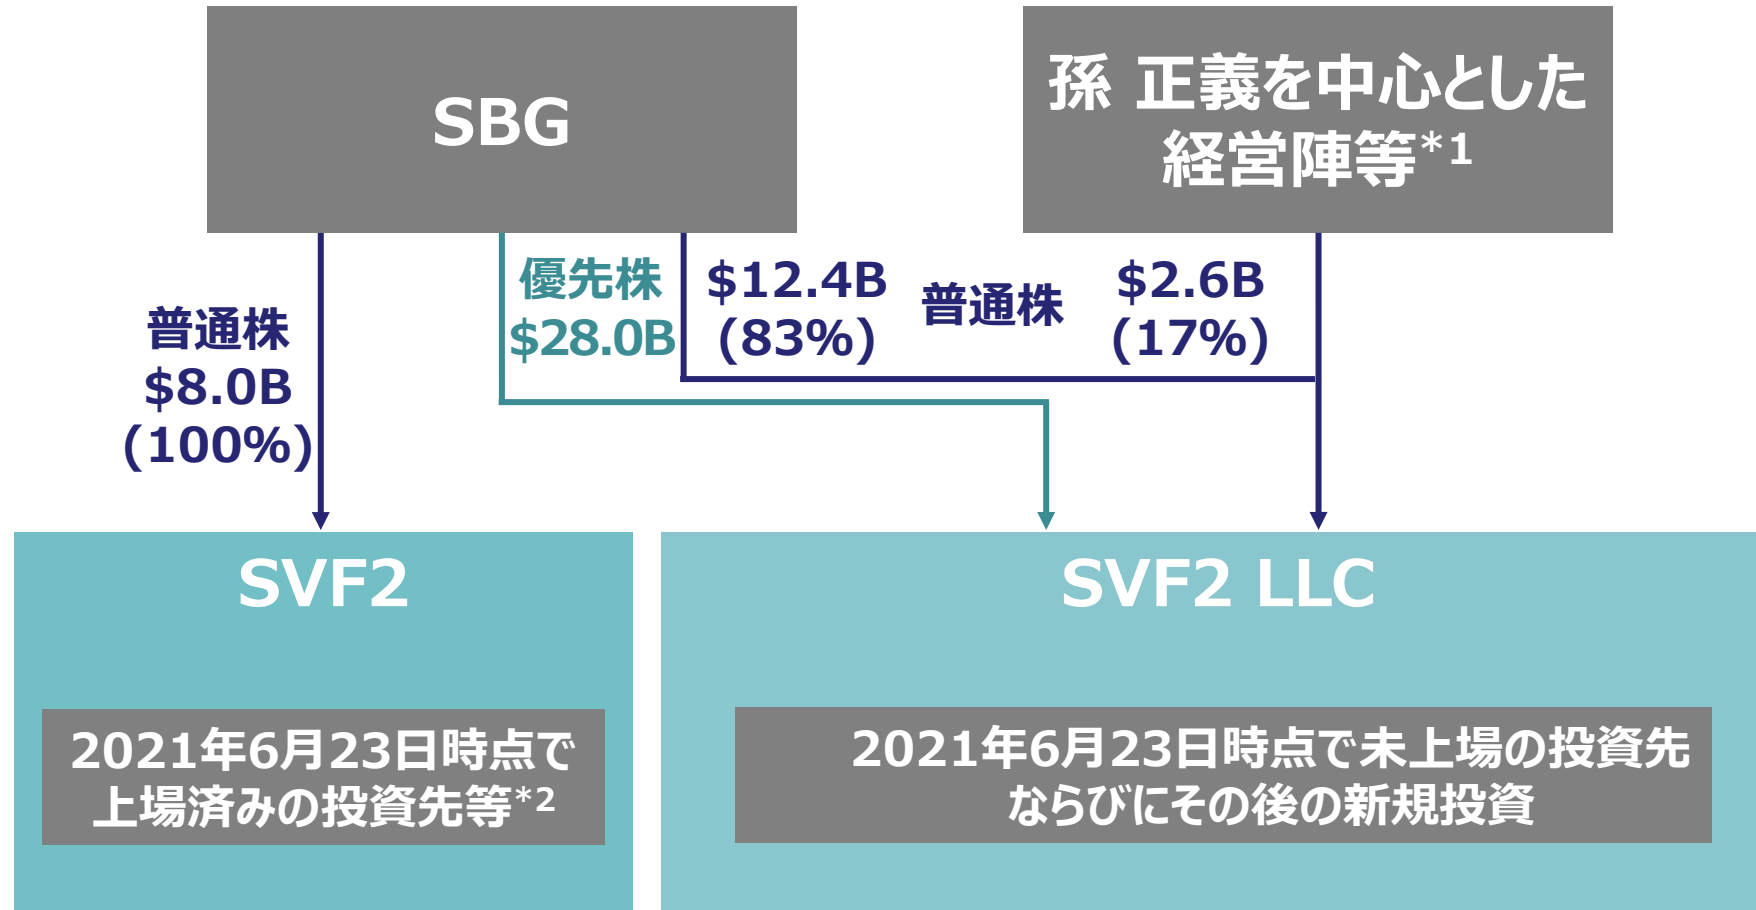 SBG
孫 正義を中心とした
経営陣等*1
普通株
$8.0B
(100%)
優先株
$28.0B
$12.4B
(83%)
普通株
$2.6B
(17%)
SVF2
2021年6月23日時点で
上場済みの投資先等*2
SVF2 LLC
2021年6月23日時点で未上場の投資先
ならびにその後の新規投資